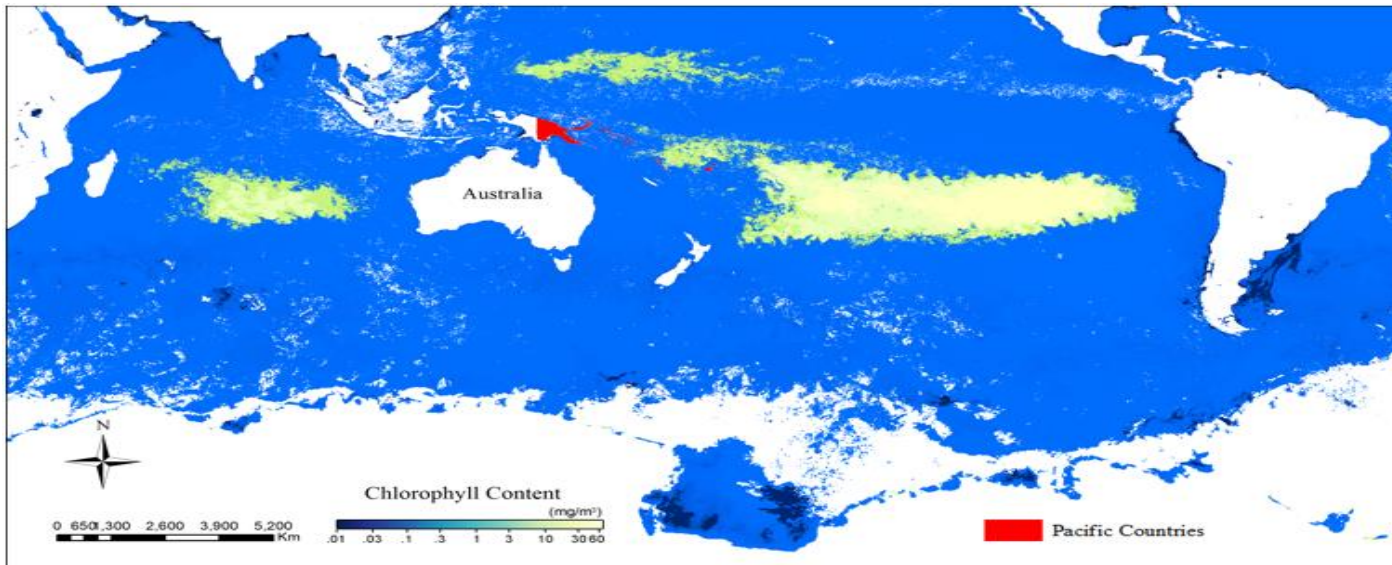 Australia
N
Chlorophyll Content
(mg/m³)
0 650 1,300 2,600 3,900 5,200
Km
.01 .03 .1 .3 1 3 10 30 60
Pacific Countries